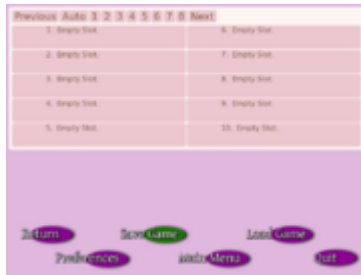 Previous Auto 1 2 3 4 5 6 7 8 Next
1. Empty Slot.
6. Empty Slot.
2. Empty Slot.
7. Empty Slot.
3. Empty Slot.
8. Empty Slot.
4. Empty Slot.
9. Empty Slot.
5. Empty Slot.
10. Empty Slot.
Return Save Game Load Game
Preferences Main Menu Quit